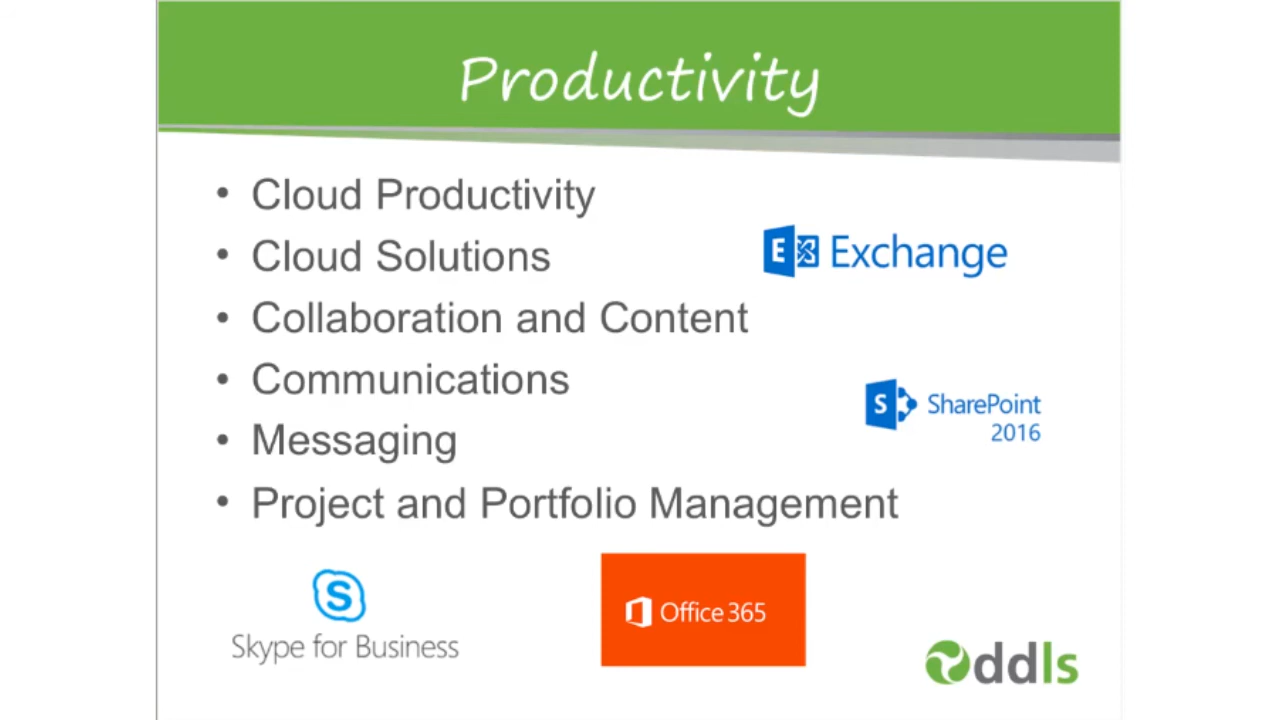 Productivity
• Cloud Productivity
• Cloud Solutions
• Collaboration and Content
• Communications
• Messaging
• Project and Portfolio Management
E Exchange
S SharePoint
2016
S
Skype for Business
Office 365
ddls